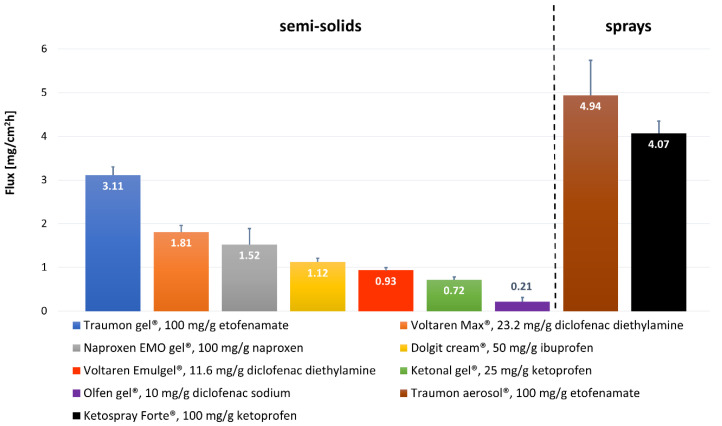 semi-solids
sprays
Flux [mg/cm²h]
6
5
4
3
2
1
0
3.11
1.81
1.52
1.12
0.93
0.72
0.21
4.94
4.07
Traumon gel®, 100 mg/g etofenamate
Voltaren Max®, 23.2 mg/g diclofenac diethylamine
Naproxen EMO gel®, 100 mg/g naproxen
Dolgit cream®, 50 mg/g ibuprofen
Voltaren Emulgel®, 11.6 mg/g diclofenac diethylamine
Ketonal gel®, 25 mg/g ketoprofen
Olfen gel®, 10 mg/g diclofenac sodium
Traumon aerosol®, 100 mg/g etofenamate
Ketospray Forte®, 100 mg/g ketoprofen